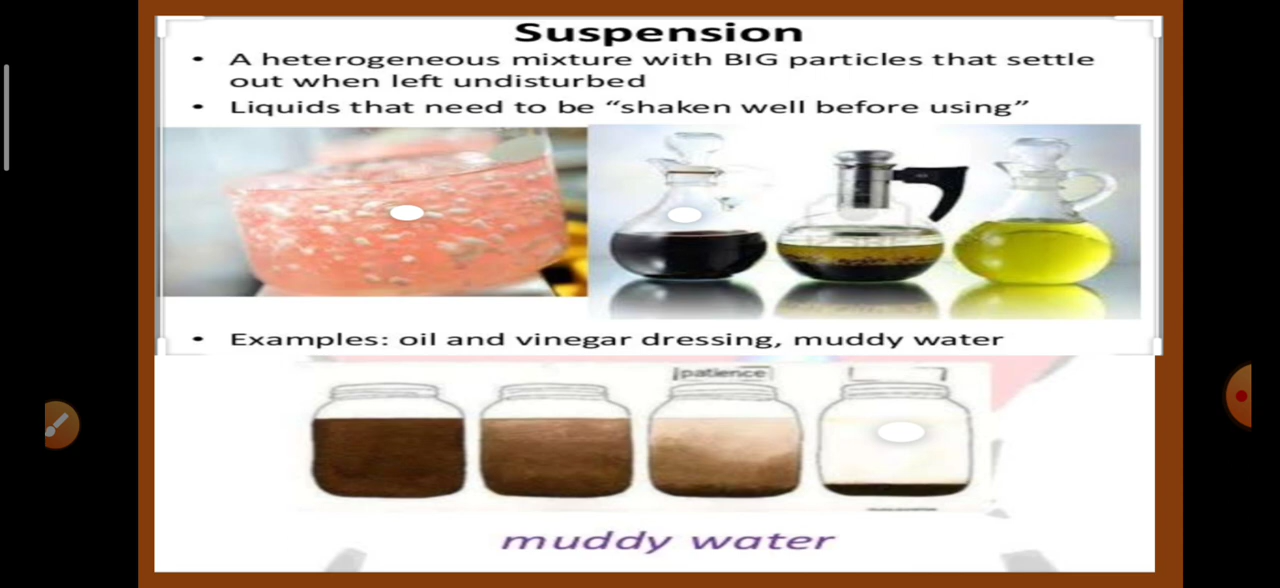 Suspension
• A heterogeneous mixture with BIG particles that settle
out when left undisturbed
• Liquids that need to be “shaken well before using”
• Examples: oil and vinegar dressing, muddy water
patience
muddy water